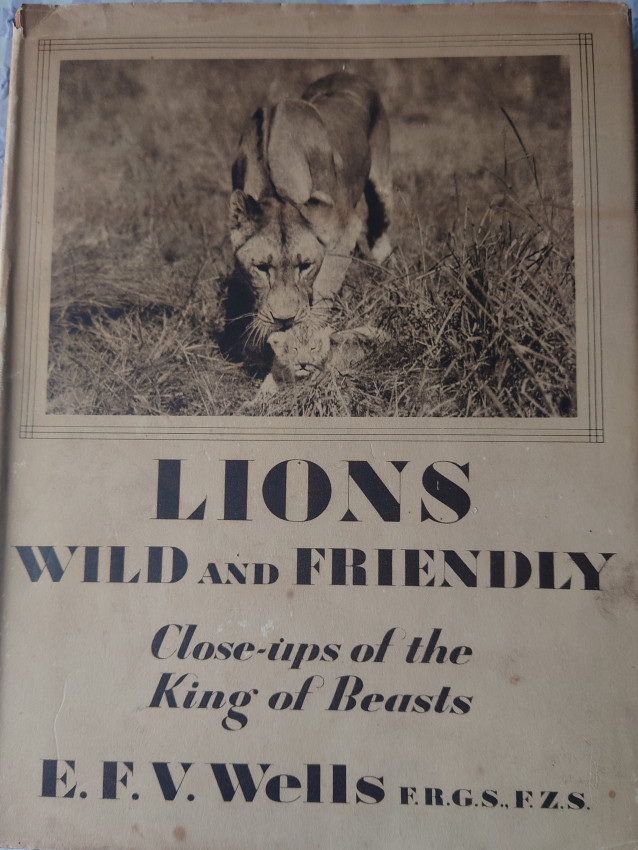 LIONS
WILD AND FRIENDLY
Close-ups of the
King of Beasts
E. F. V. Wells F.R.G.S., F.Z.S.